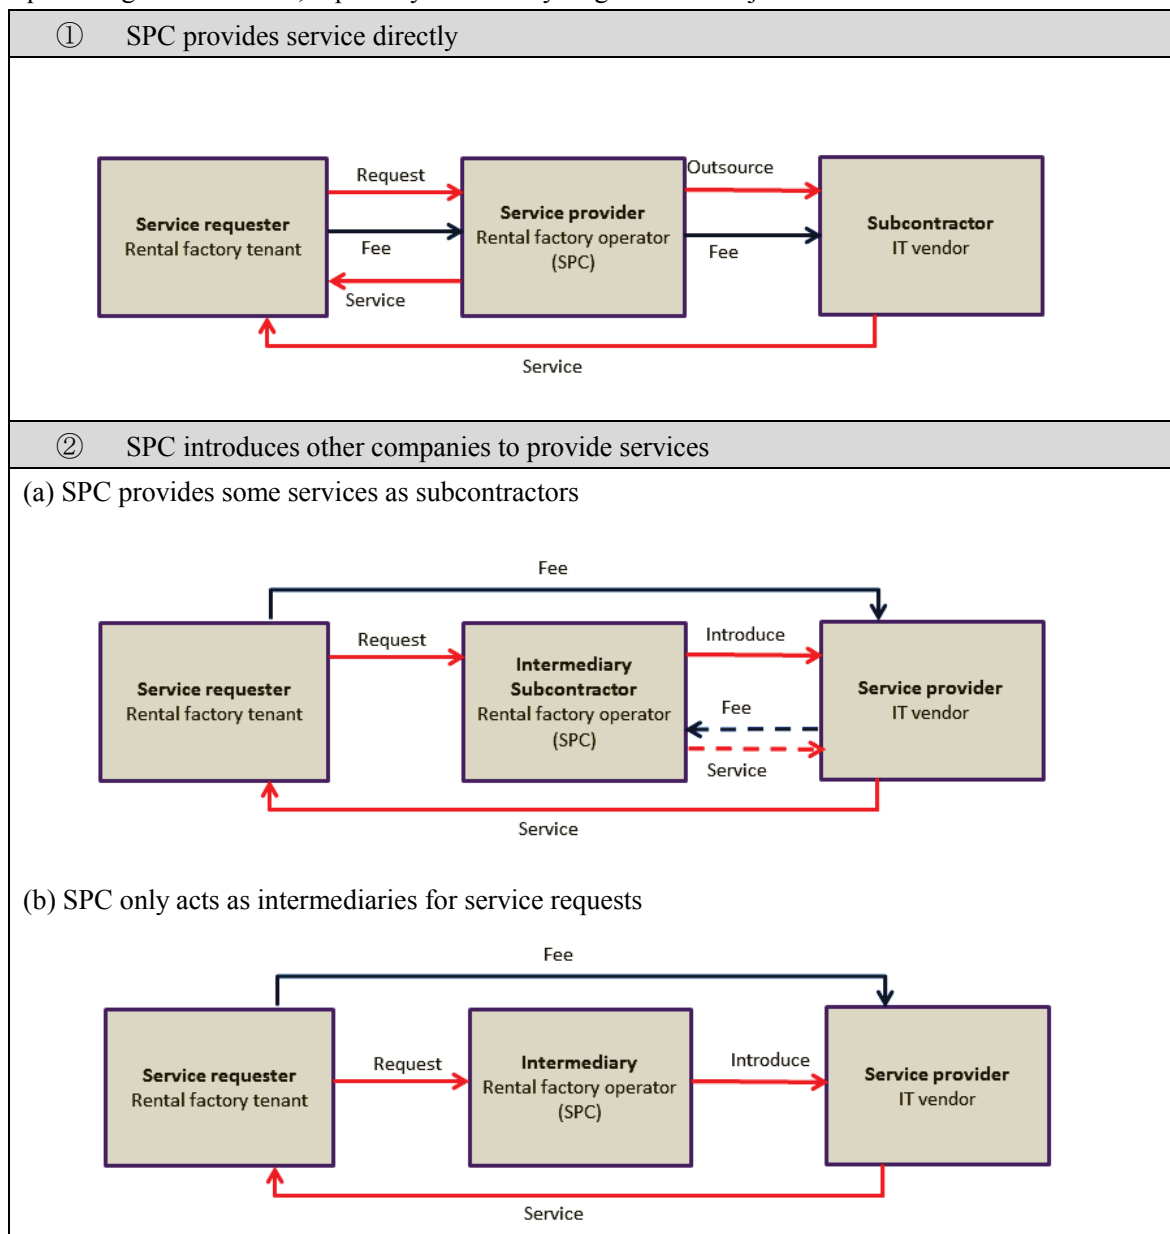 ① SPC provides service directly
Request
Outsource
Service requester
Rental factory tenant
Service provider
Rental factory operator
(SPC)
Subcontractor
IT vendor
Fee
Fee
Service
Service
② SPC introduces other companies to provide services
(a) SPC provides some services as subcontractors
Fee
Request
Introduce
Service requester
Rental factory tenant
Intermediary
Subcontractor
Rental factory operator
(SPC)
Fee
Service
Service provider
IT vendor
Service
(b) SPC only acts as intermediaries for service requests
Fee
Request
Introduce
Service requester
Rental factory tenant
Intermediary
Rental factory operator
(SPC)
Service provider
IT vendor
Service